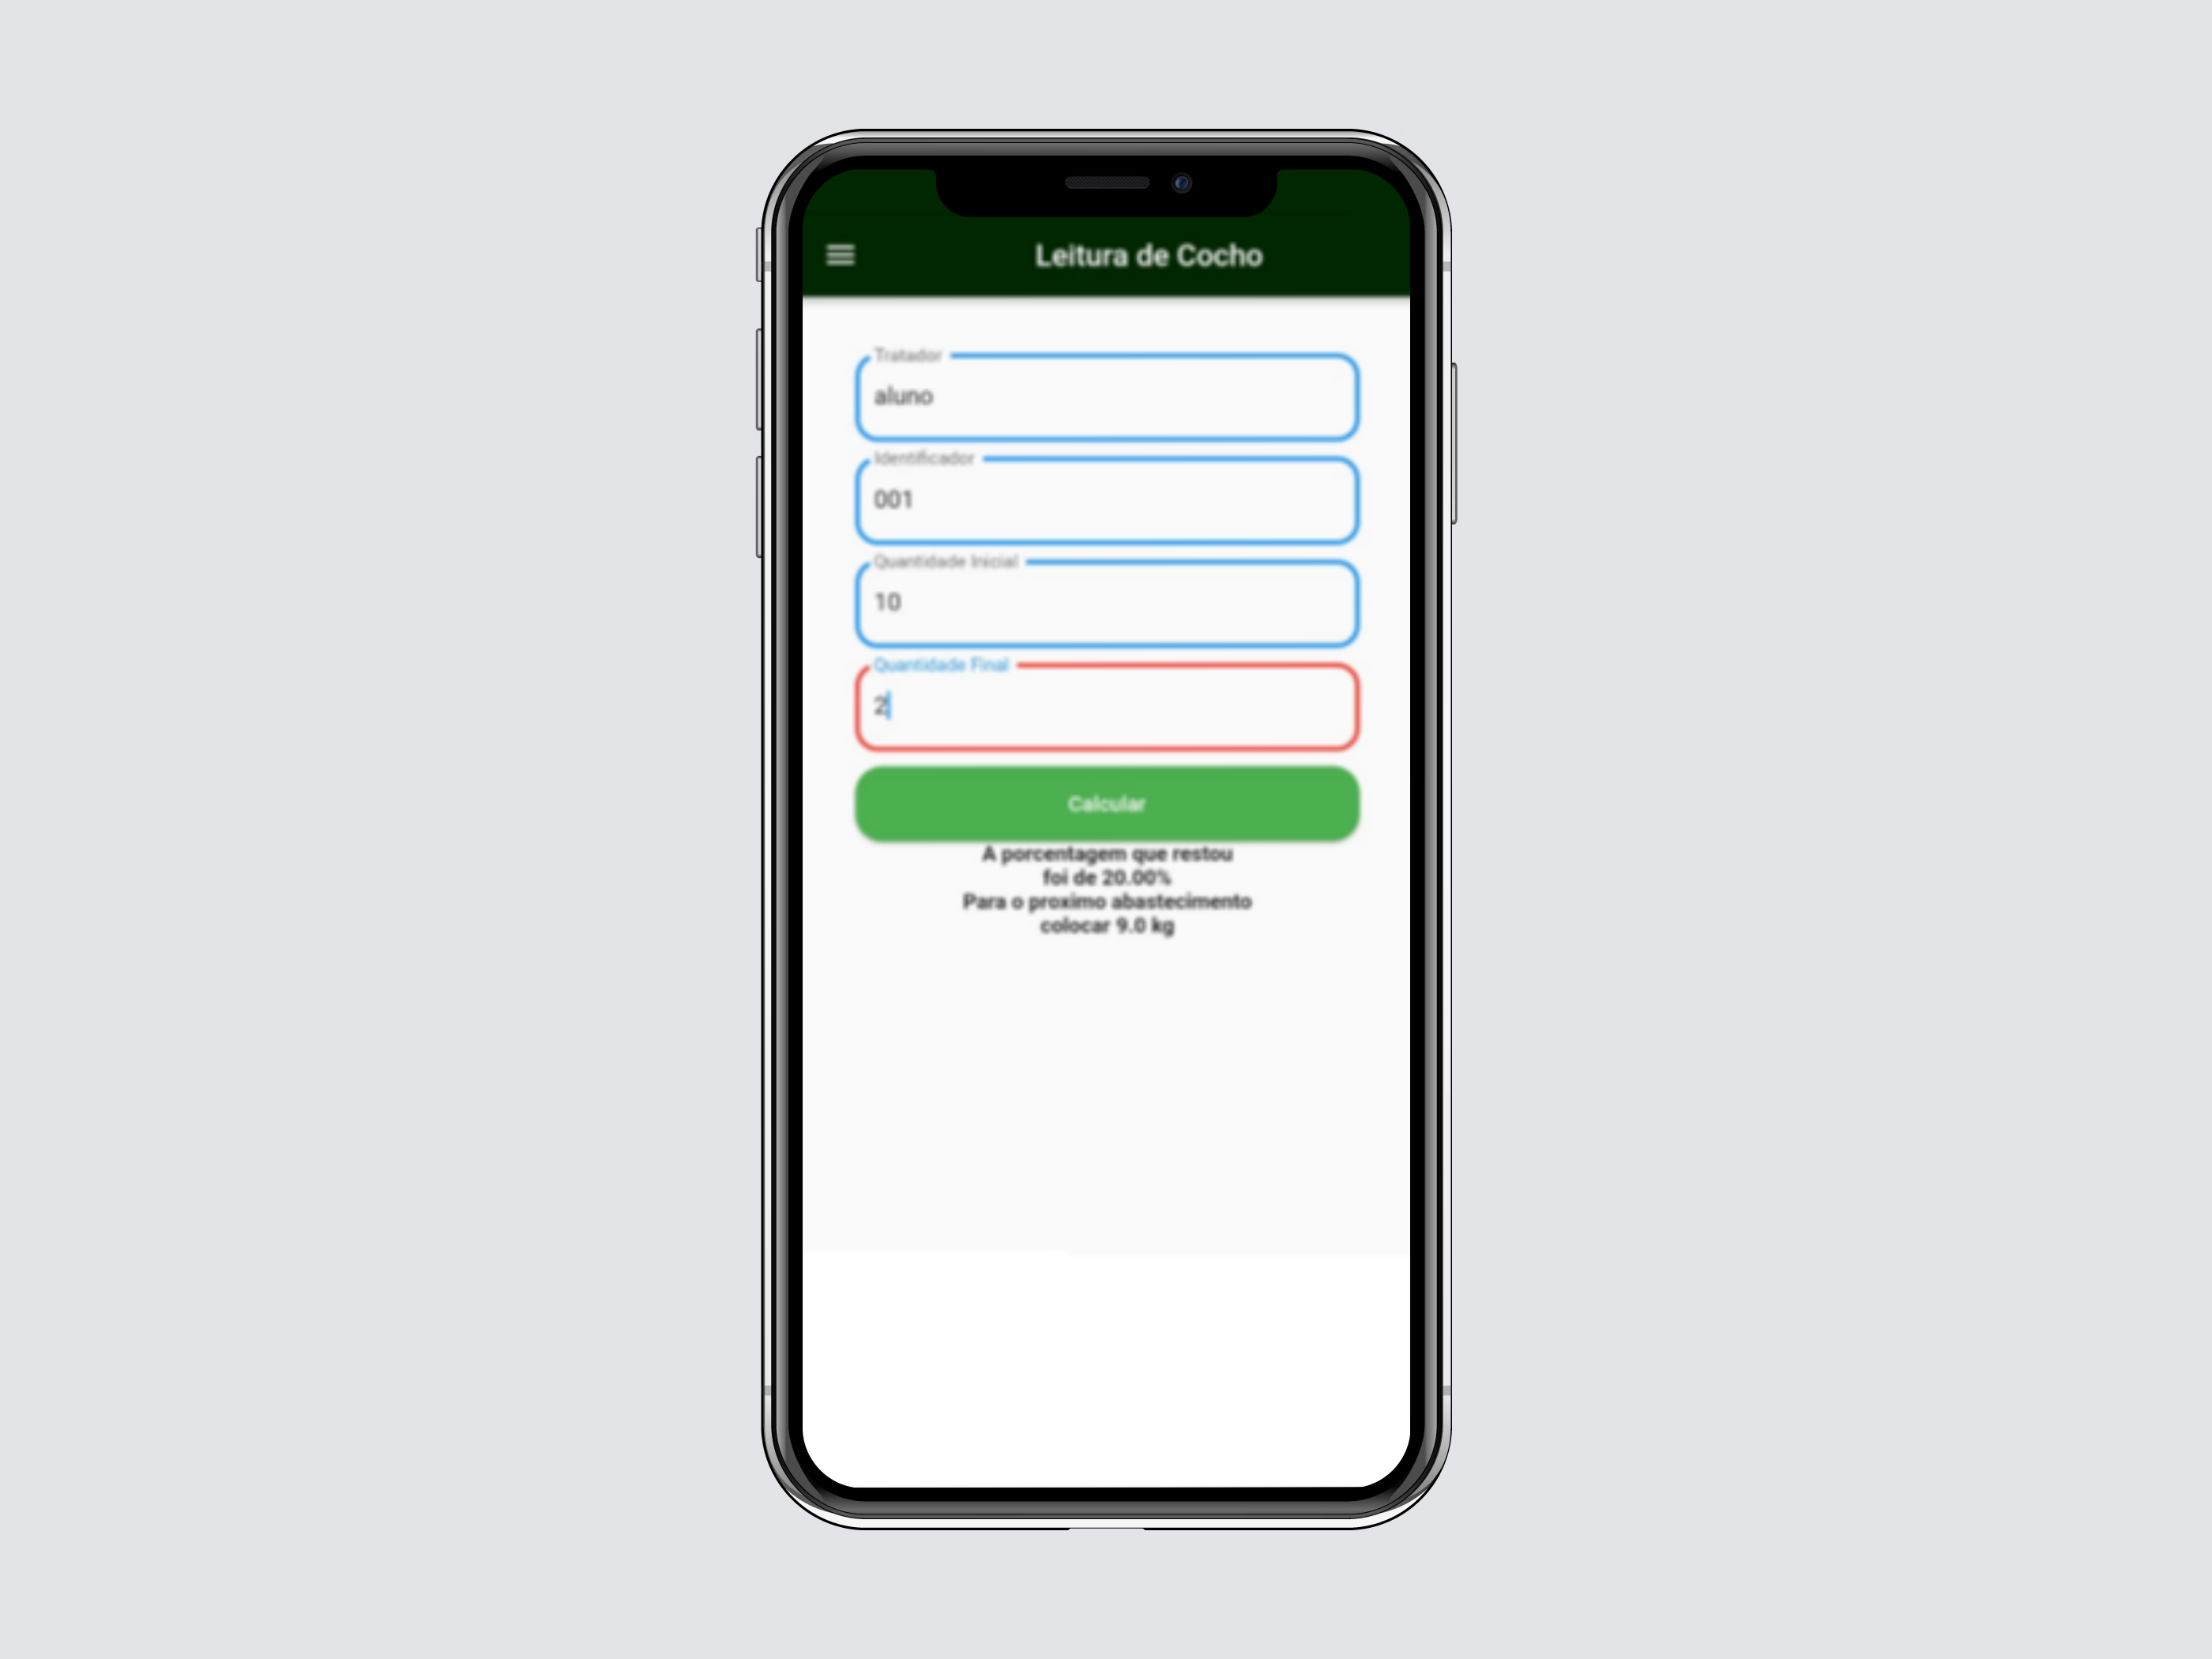 Leitura de Cocho
Tratador
aluno
Identificador
001
Quantidade Inicial
10
Quantidade Final
2
Calcular
A porcentagem que restou
foi de 20.00%
Para o proximo abastecimento
colocar 9.0 kg